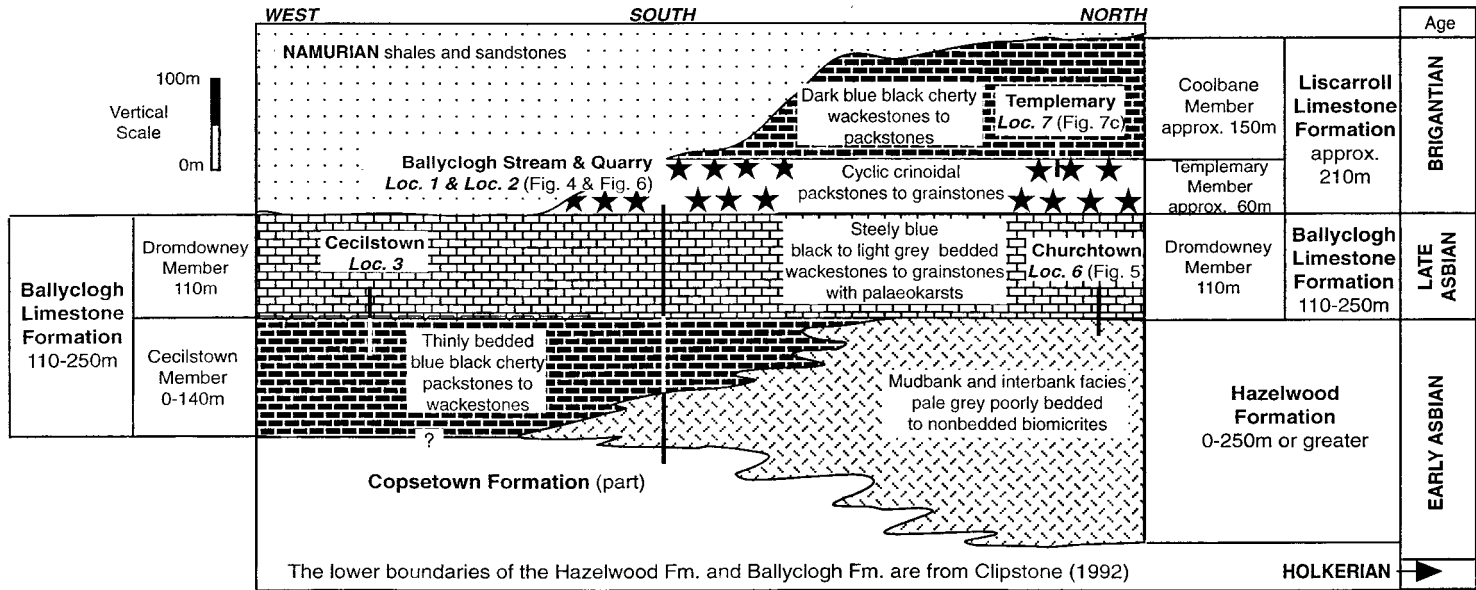 WEST SOUTH NORTH
Age
NAMURIAN shales and sandstones
100m
Vertical
Scale
0m
Dark blue black cherty
wackestones to
packstones
Templemary
Loc. 7 (Fig. 7c)
Coolbane
Member
approx. 150m
Liscarroll
Limestone
Formation
approx.
210m
BRIGANTIAN
Ballyclogh Stream & Quarry
Loc. 1 & Loc. 2 (Fig. 4 & Fig. 6)
Cyclic crinoidal
packstones to grainstones
Templemary
Member
approx. 60m
Ballyclogh
Limestone
Formation
110-250m
Dromdowney
Member
110m
Cecilstown
Loc. 3
Steely blue
black to light grey bedded
wackestones to grainstones
with palaeokarsts
Churchtown
Loc. 6 (Fig. 5)
Dromdowney
Member
110m
Ballyclogh
Limestone
Formation
110-250m
LATE
ASBIAN
Cecilstown
Member
0-140m
Thinly bedded
blue black cherty
packstones to
wackestones
?
Mudbank and interbank facies
pale grey poorly bedded
to nonbedded biomicrites
Hazelwood
Formation
0-250m or greater
EARLY ASBIAN
Copsetown Formation (part)
The lower boundaries of the Hazelwood Fm. and Ballyclogh Fm. are from Clipstone (1992)
HOLKERIAN